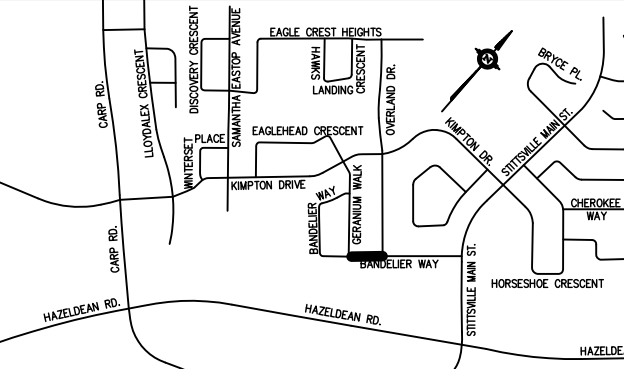 EAGLE CREST HEIGHTS
DISCOVERY CRESCENT
SAMANTHA EASTOP AVENUE
HAWKS
LANDING
CRESCENT
OVERLAND DR.
N
BRYCE PL.
CARP RD.
LLOYDALEX CRESCENT
WINTERSET
PLACE
EAGLEHEAD CRESCENT
KIMPTON DR.
STITTSVILLE MAIN ST.
KIMPTON DRIVE
BANDELIER
WAY
GERANIUM WALK
CHEROKEE
WAY
CARP RD.
BANDELIER WAY
STITTSVILLE MAIN ST.
HORSESHOE CRESCENT
HAZELDEAN RD.
HAZELDEAN RD.
HAZELDE